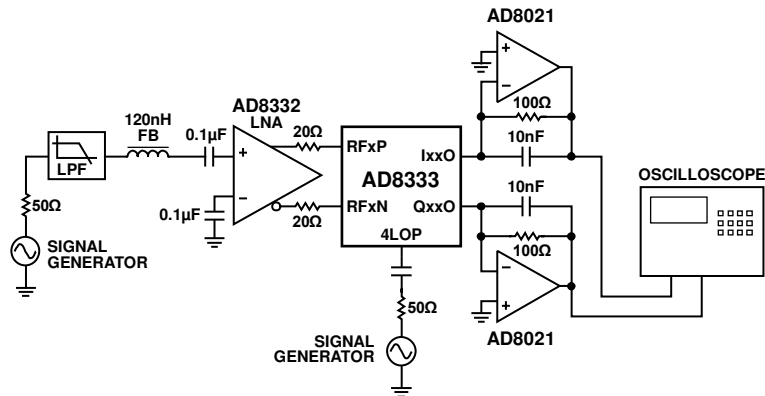 AD8021
+
−
100Ω
10nF
120nH
FB
0.1µF
AD8332
LNA
20Ω
LPF
50Ω
SIGNAL
GENERATOR
+
−
0.1µF
20Ω
RFxP
IxxO
AD8333
RFxN
QxxO
4LOP
10nF
100Ω
−
+
AD8021
OSCILLOSCOPE
50Ω
SIGNAL
GENERATOR